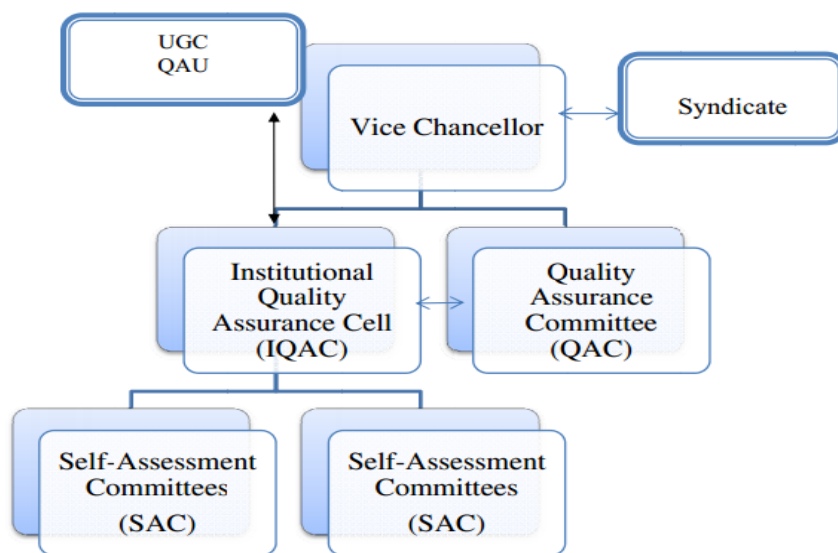 UGC
QAU
Vice Chancellor
Syndicate
Institutional
Quality
Assurance Cell
(IQAC)
Quality
Assurance
Committee
(QAC)
Self-Assessment
Committees
(SAC)
Self-Assessment
Committees
(SAC)